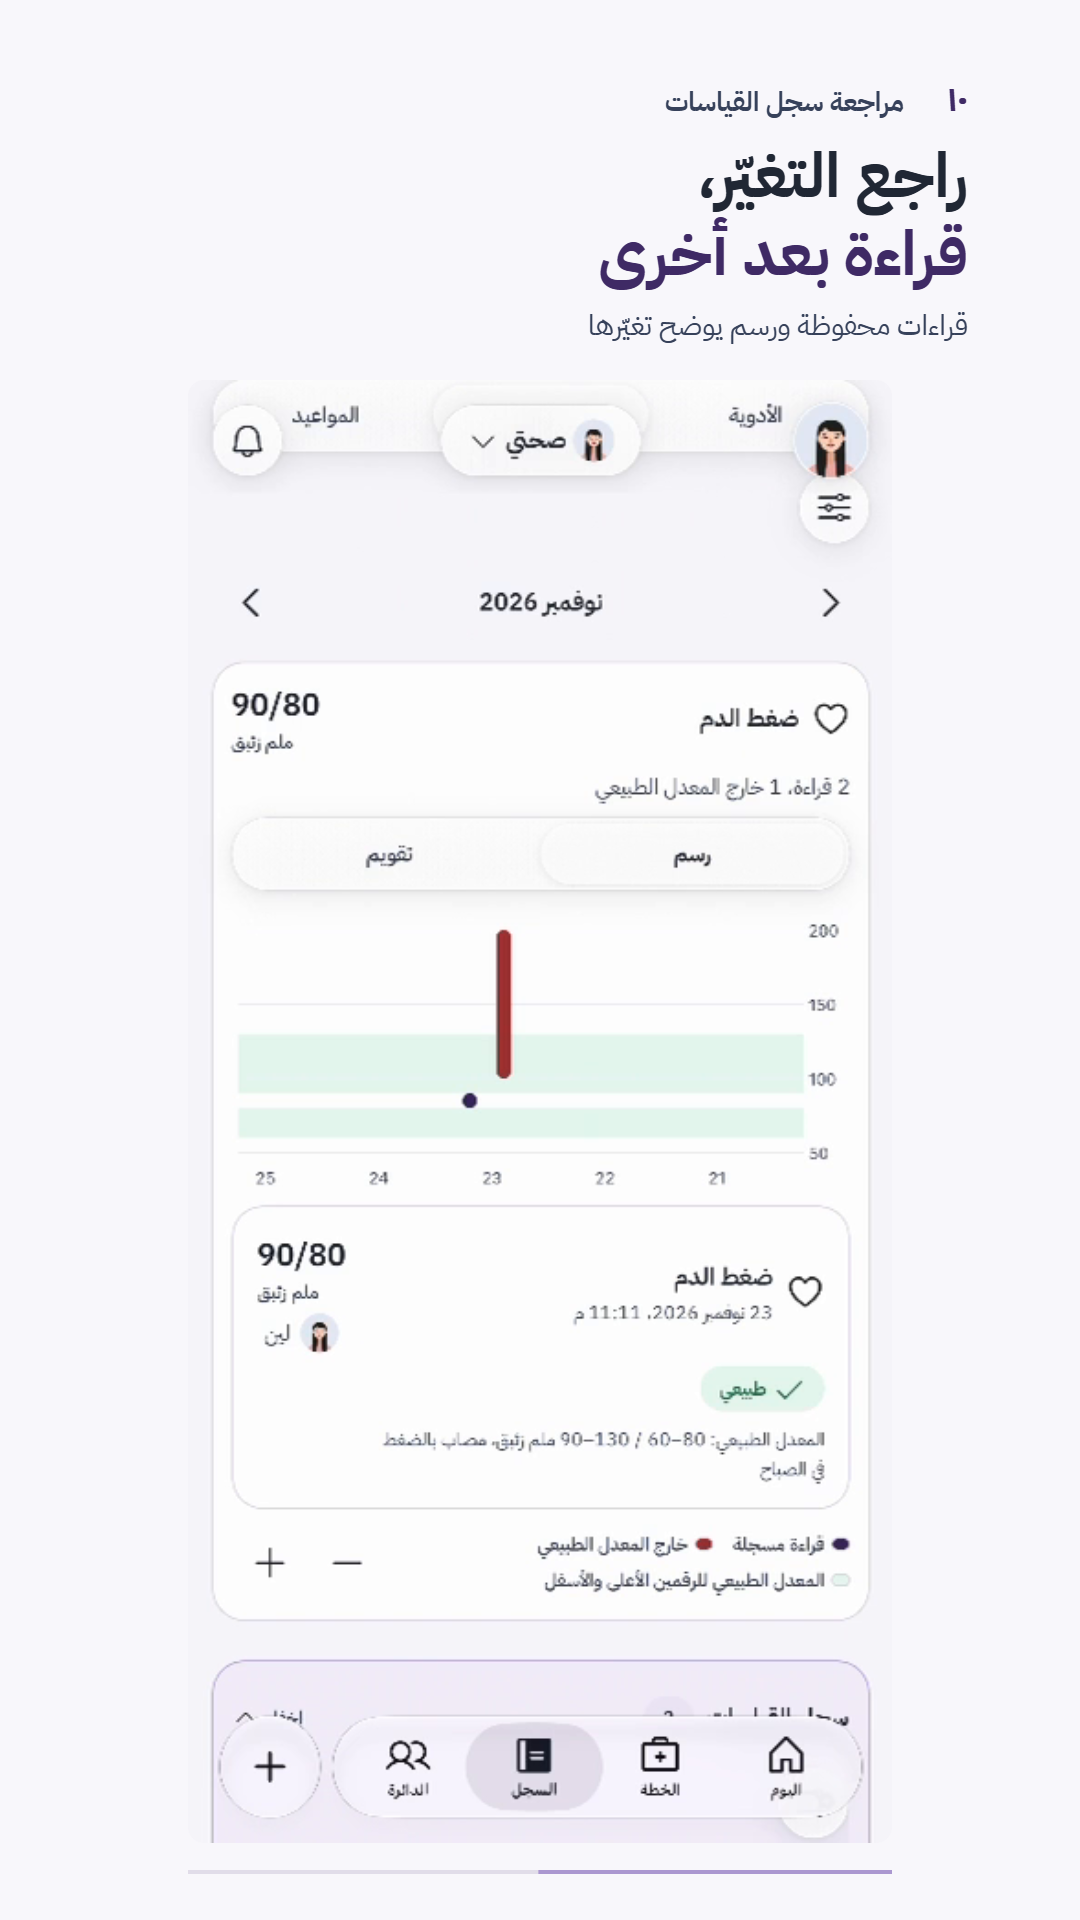 ١٠ مراجعة سجل القياسات
راجع التغيّر،
قراءة بعد أخرى
قراءات محفوظة ورسم يوضح تغيّرها
الأدوية
المواعيد
صحتي
نوفمبر 2026
ضغط الدم
90/80
ملم زئبق
2 قراءة، 1 خارج المعدل الطبيعي
رسم
تقويم
200
150
100
50
21 22 23 24 25
ضغط الدم
90/80
23 نوفمبر 2026، 11:11 م
ملم زئبق
لين
طبيعي
المعدل الطبيعي: 80–60 / 130–90 ملم زئبق، مصاب بالضغط
في الصباح
قراءة مسجلة
خارج المعدل الطبيعي
المعدل الطبيعي للرقمين الأعلى والأسفل
اليوم
الخطة
السجل
الدائرة